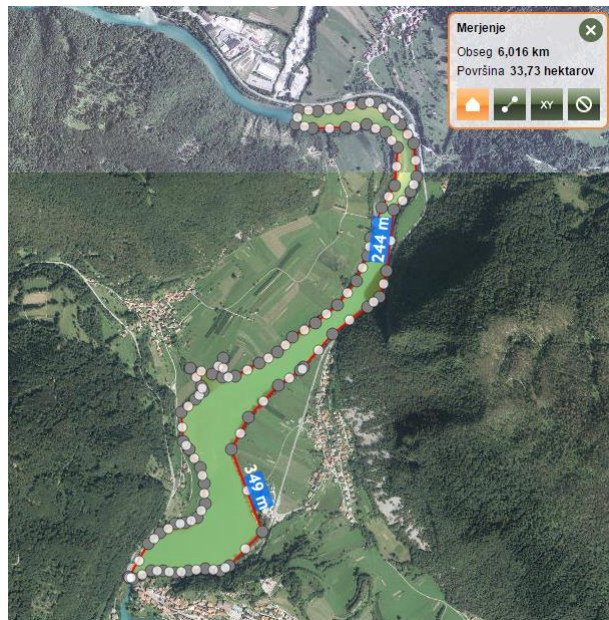 Merjenje
Obseg 6,016 km
Površina 33,73 hektarov
XY
244 m
349 m